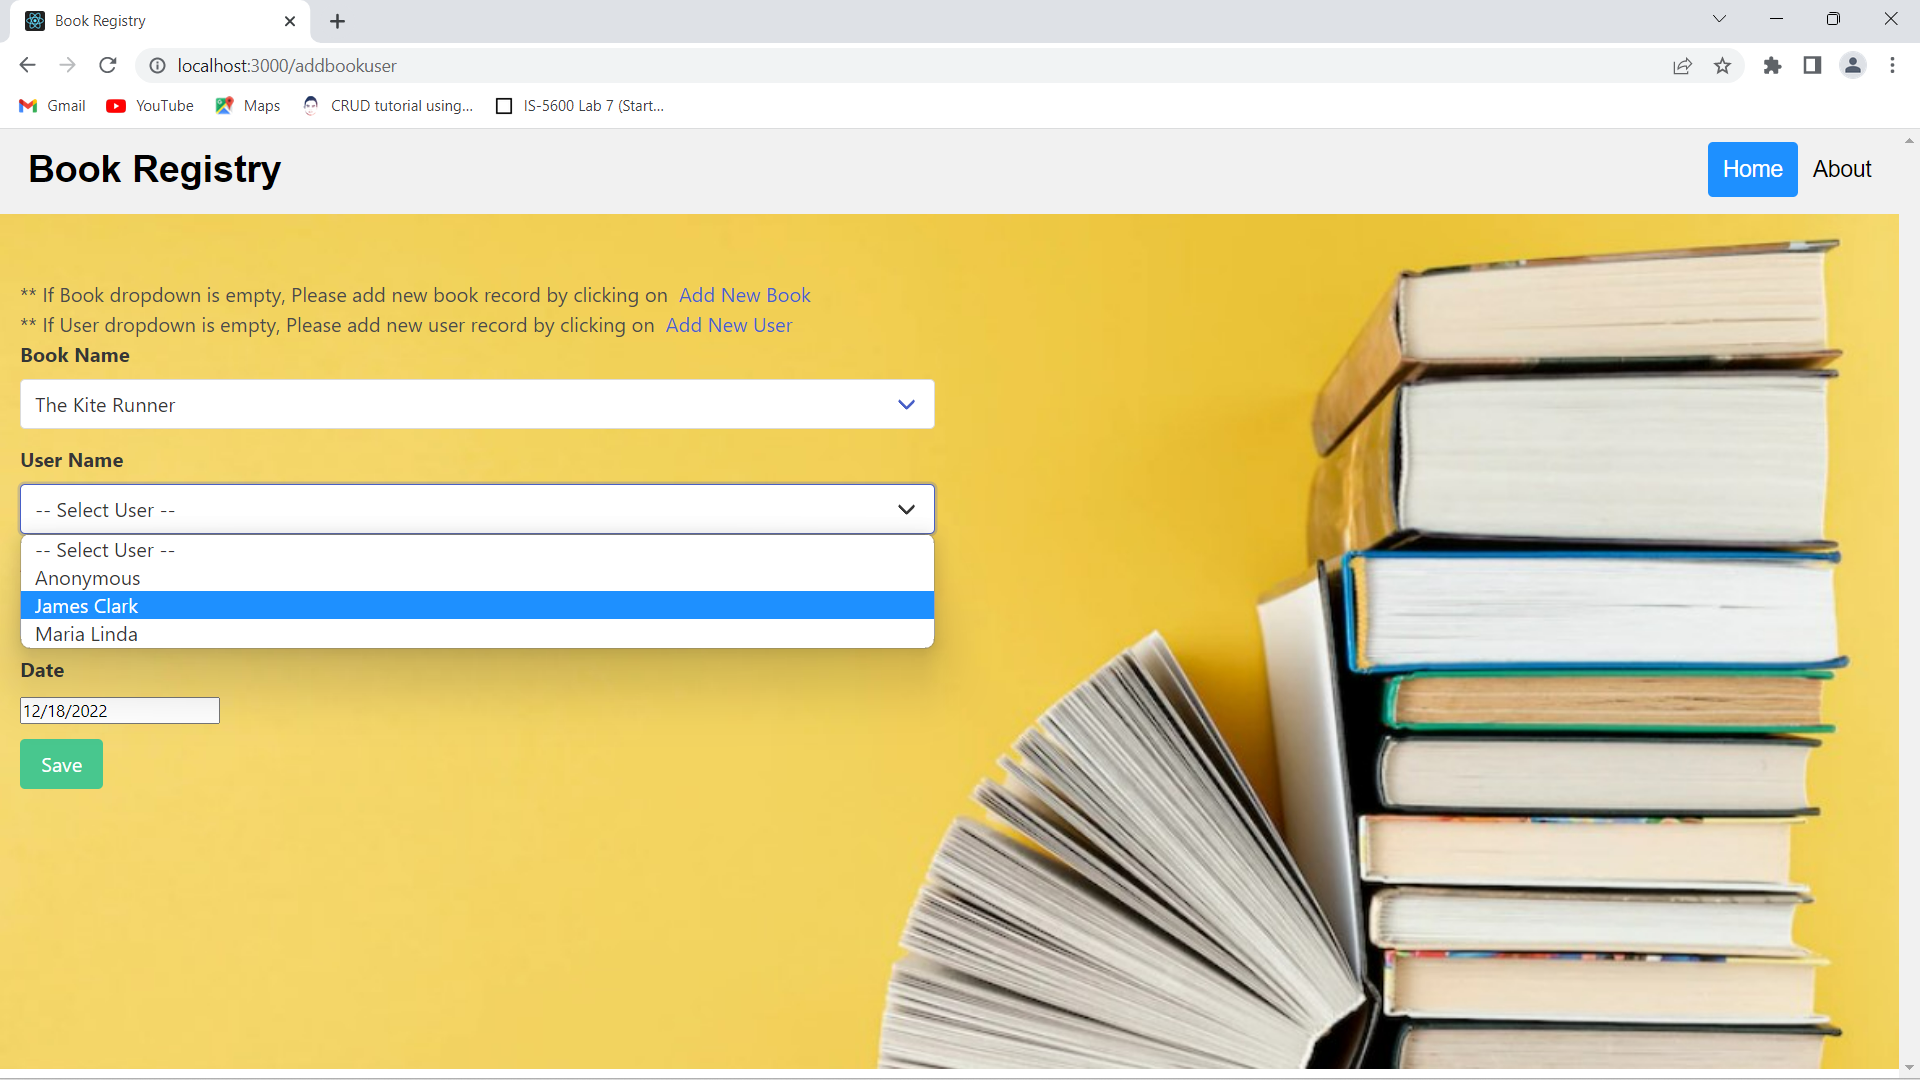 Book Registry
localhost:3000/addbookuser
Gmail YouTube Maps CRUD tutorial using... IS-5600 Lab 7 (Start...
Book Registry Home About
** If Book dropdown is empty, Please add new book record by clicking on Add New Book
** If User dropdown is empty, Please add new user record by clicking on Add New User
Book Name
The Kite Runner
User Name
-- Select User --
-- Select User --
Anonymous
James Clark
Maria Linda
Date
12/18/2022
Save